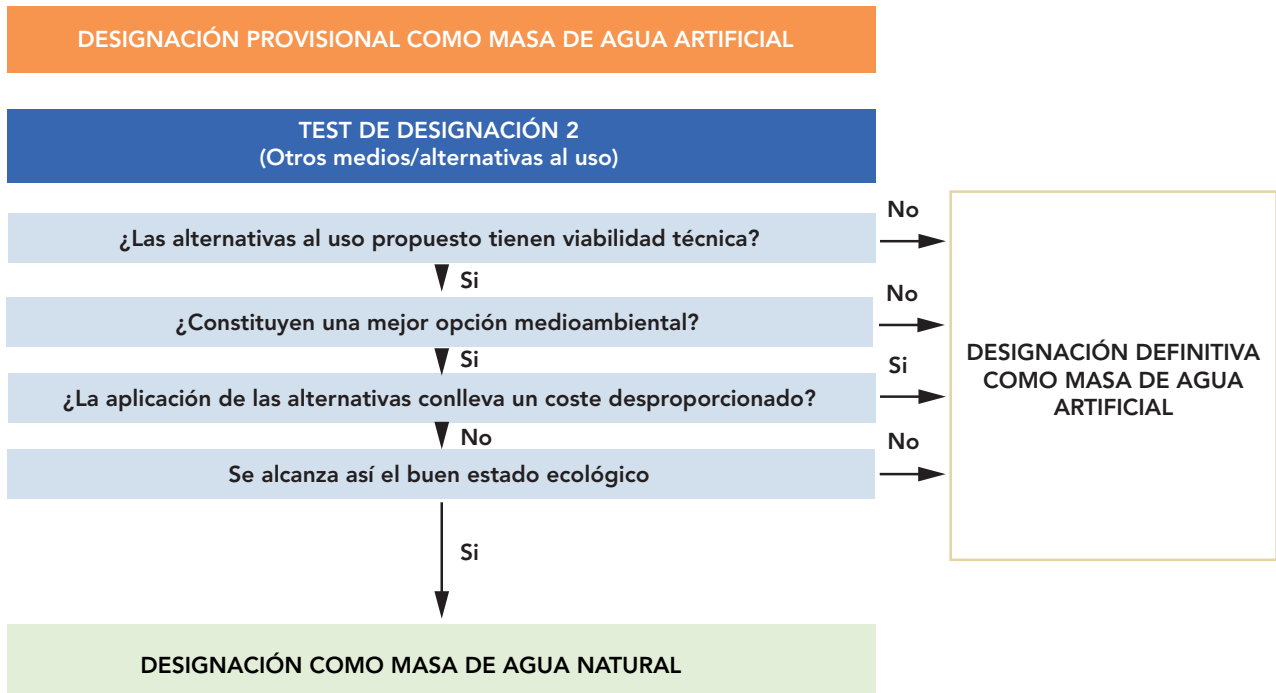 DESIGNACIÓN PROVISIONAL COMO MASA DE AGUA ARTIFICIAL
TEST DE DESIGNACIÓN 2
(Otros medios/alternativas al uso)
¿Las alternativas al uso propuesto tienen viabilidad técnica?
No
Si
¿Constituyen una mejor opción medioambiental?
No
Si
¿La aplicación de las alternativas conlleva un coste desproporcionado?
Si
No
Se alcanza así el buen estado ecológico
No
Si
DESIGNACIÓN DEFINITIVA
COMO MASA DE AGUA
ARTIFICIAL
DESIGNACIÓN COMO MASA DE AGUA NATURAL